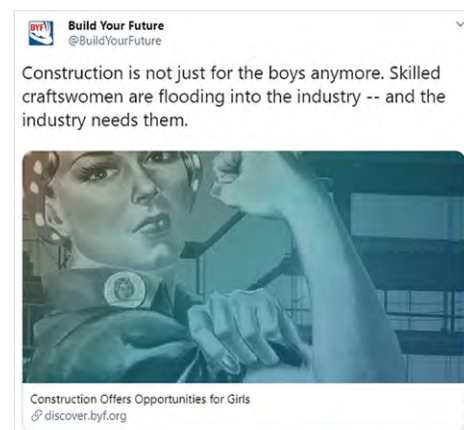 BYF
Build Your Future
@BuildYourFuture
Construction is not just for the boys anymore. Skilled
craftswomen are flooding into the industry -- and the
industry needs them.
Construction Offers Opportunities for Girls
discover.byf.org